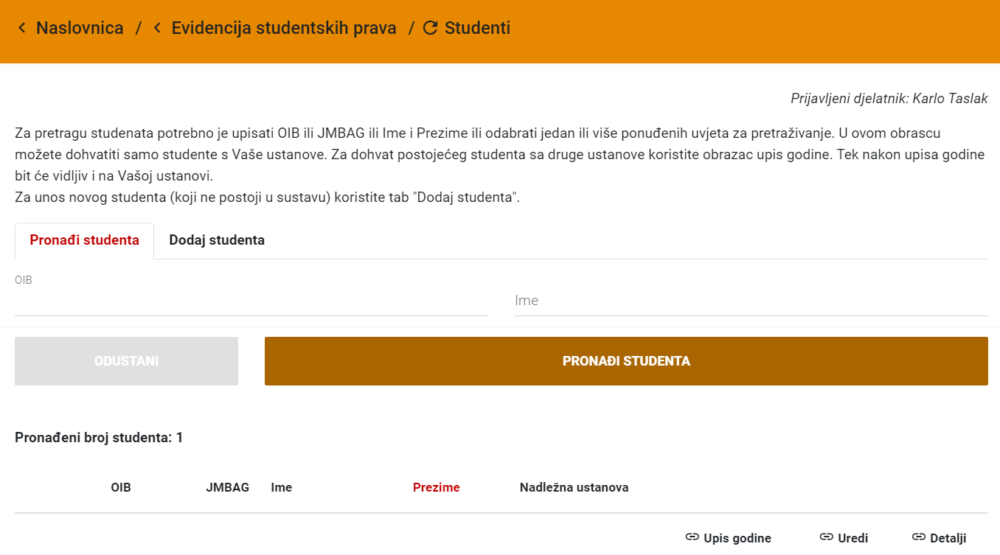 Naslovnica / Evidencija studentskih prava / Studenti
Prijavljeni djelatnik: Karlo Taslak
Za pretragu studenata potrebno je upisati OIB ili JMBAG ili Ime i Prezime ili odabrati jedan ili više ponuđenih uvjeta za pretraživanje. U ovom obrascu
možete dohvatiti samo studente s Vaše ustanove. Za dohvat postojećeg studenta sa druge ustanove koristite obrazac upis godine. Tek nakon upisa godine
bit će vidljiv i na Vašoj ustanovi.
Za unos novog studenta (koji ne postoji u sustavu) koristite tab "Dodaj studenta".
Pronađi studenta Dodaj studenta
OIB
Ime
ODUSTANI PRONAĐI STUDENTA
Pronađeni broj studenta: 1
OIB JMBAG Ime Prezime Nadležna ustanova
Upis godine Uredi Detalji